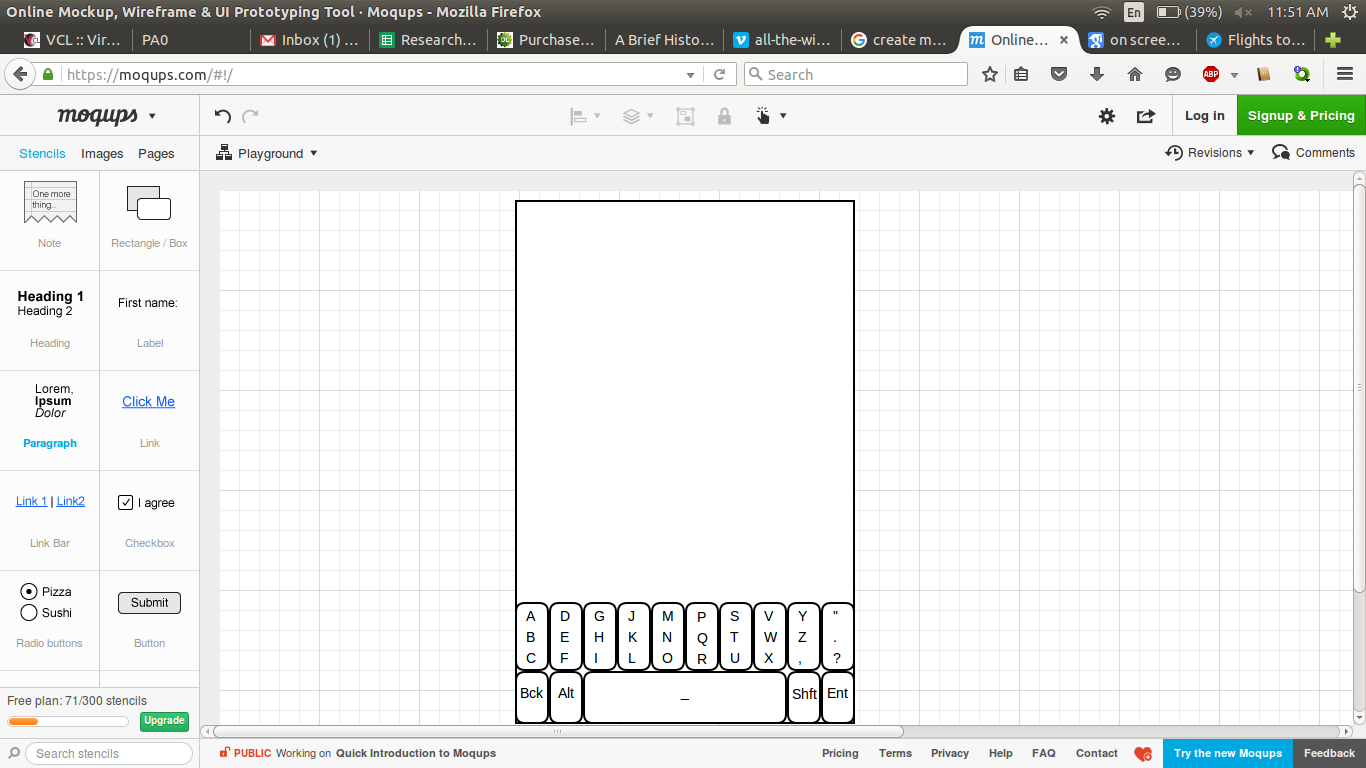 Online Mockup, Wireframe & UI Prototyping Tool · Moqups - Mozilla Firefox
En (39%) 11:51 AM
VCL :: Vir... PA0 Inbox (1) ... Research... Purchase... A Brief Histo... all-the-wi... create m... Online... on scree... Flights to...
https://moqups.com/#!/ Search ABP
moqups Log in Signup & Pricing
Stencils Images Pages Playground Revisions Comments
One more
thing..
Note Rectangle / Box
Heading 1
Heading 2
First name:
Heading Label
Lorem,
Ipsum
Dolor
Click Me
Paragraph Link
Link 1 | Link2 I agree
Link Bar Checkbox
Pizza
Sushi
Submit
Radio buttons Button
A D G J M P S V Y "
B E H K N Q T W Z .
C F I L O R U X , ?
Bck Alt _ Shft Ent
Free plan: 71/300 stencils
Upgrade
Search stencils
PUBLIC Working on Quick Introduction to Moqups Pricing Terms Privacy Help FAQ Contact Try the new Moqups Feedback